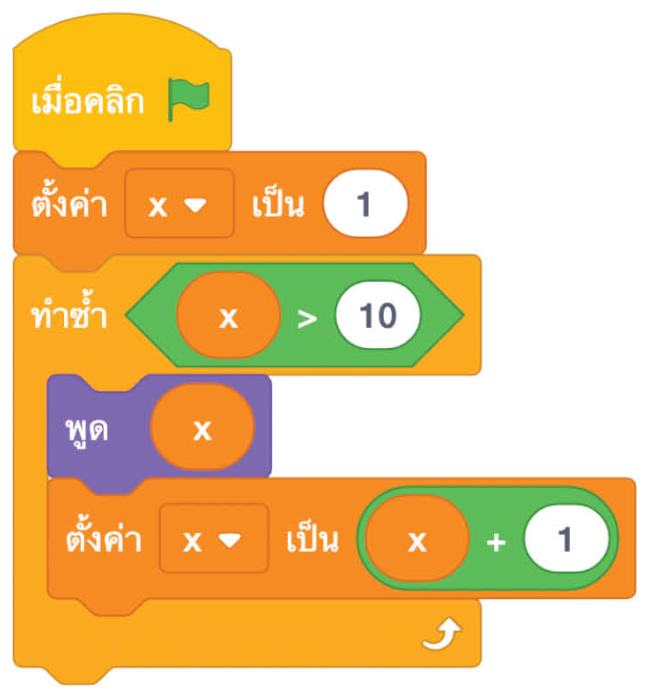 เมื่อคลิก
ตั้งค่า x เป็น 1
ทำซ้ำ x > 10
พูด x
ตั้งค่า x เป็น x + 1